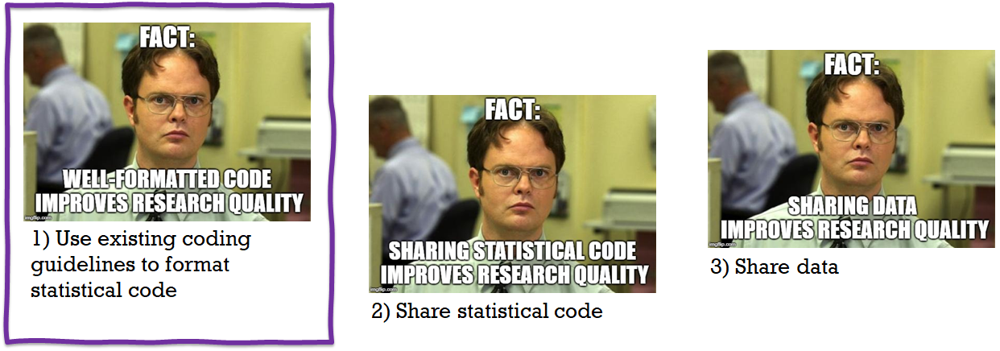 FACT:
WELL-FORMATTED CODE
IMPROVES RESEARCH QUALITY
imgflip.com
1) Use existing coding
guidelines to format
statistical code
FACT:
SHARING STATISTICAL CODE
IMPROVES RESEARCH QUALITY
imgflip.com
2) Share statistical code
FACT:
SHARING DATA
IMPROVES RESEARCH QUALITY
imgflip.com
3) Share data